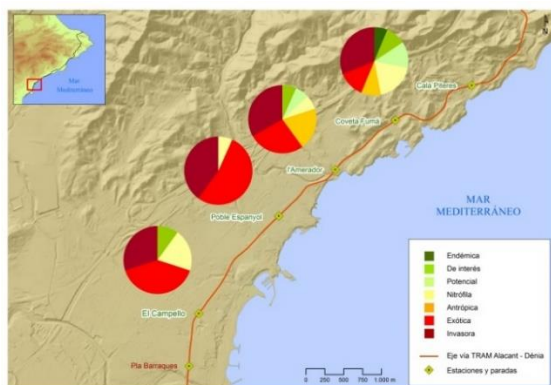 Mar
Mediterráneo
Cala Piteres
Coveta Fumà
l'Amerador
Poble Espanyol
MAR
MEDITERRÁNEO
El Campello
Pla Barraques
Endémica
De interés
Potencial
Nitrófila
Antrópica
Exótica
Invasora
Eje vía TRAM Alacant - Dénia
Estaciones y paradas
0 250 500 750 1.000 m